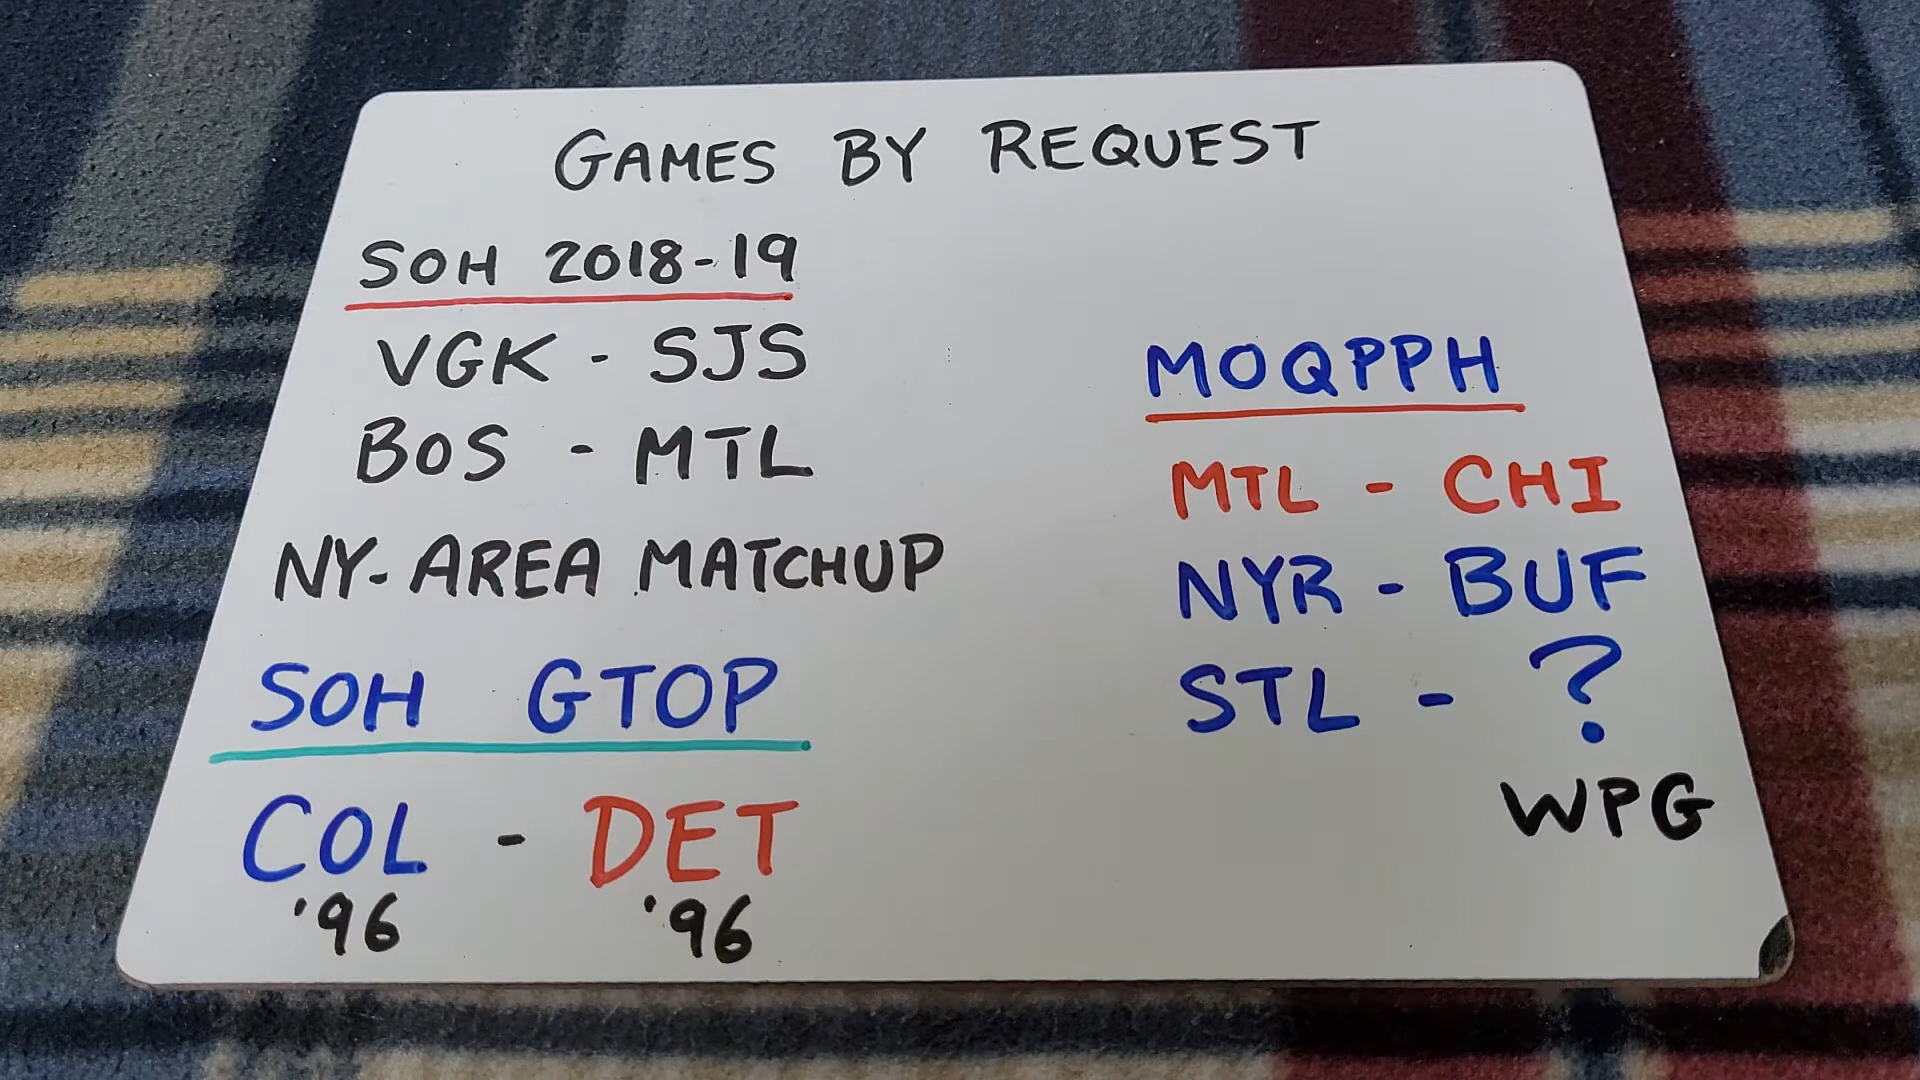 GAMES BY REQUEST
SOH 2018-19
VGK - SJS
BOS - MTL
NY-AREA MATCHUP
SOH GTOP
COL - DET
'96 '96
MOQPPH
MTL - CHI
NYR - BUF
STL - ?
WPG